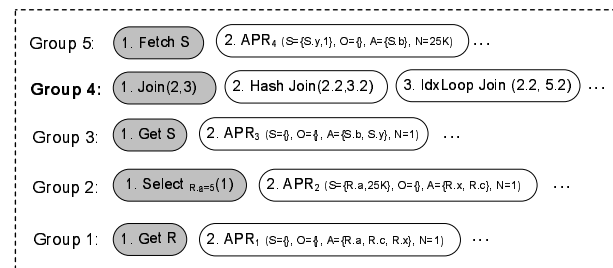 Group 5: 1. Fetch S 2. APR4 (S={S.y,1}, O={}, A={S.b}, N=25K) ...
Group 4: 1. Join(2,3) 2. Hash Join(2.2,3.2) 3. IdxLoop Join (2.2, 5.2) ...
Group 3: 1. Get S 2. APR3 (S={}, O={}, A={S.b, S.y}, N=1) ...
Group 2: 1. Select R.a=5(1) 2. APR2 (S={R.a,25K}, O={}, A={R.x, R.c}, N=1) ...
Group 1: 1. Get R 2. APR1 (S={}, O={}, A={R.a, R.c, R.x}, N=1) ...